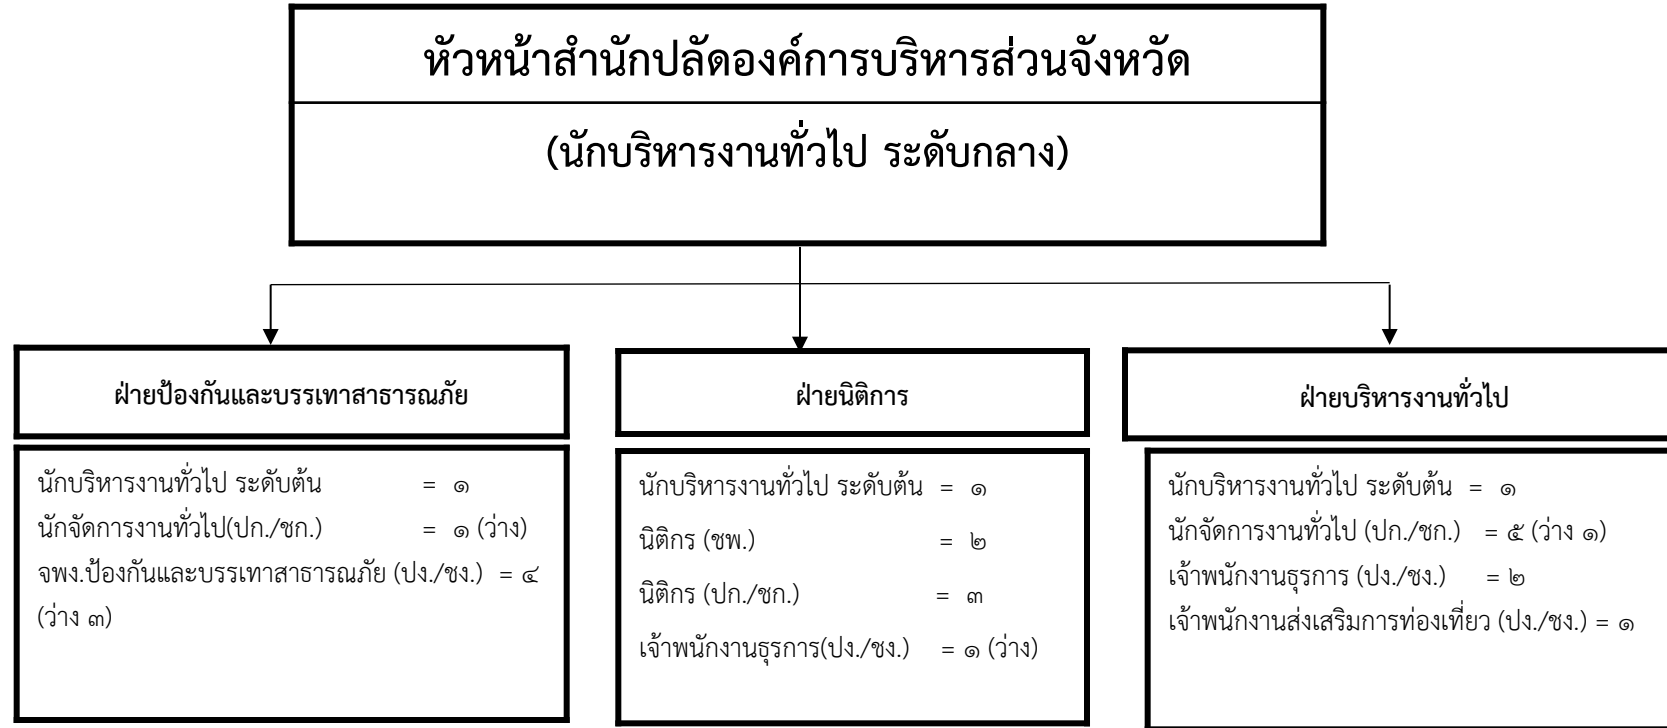 หัวหน้าสำนักปลัดองค์การบริหารส่วนจังหวัด
(นักบริหารงานทั่วไป ระดับกลาง)
ฝ่ายป้องกันและบรรเทาสาธารณภัย
นักบริหารงานทั่วไป ระดับต้น = ๑
นักจัดการงานทั่วไป(ปก./ชก.) = ๑ (ว่าง)
จพง.ป้องกันและบรรเทาสาธารณภัย (ปง./ชง.) = ๔
(ว่าง ๓)
ฝ่ายนิติการ
นักบริหารงานทั่วไป ระดับต้น = ๑
นิติกร (ชพ.) = ๒
นิติกร (ปก./ชก.) = ๓
เจ้าพนักงานธุรการ(ปง./ชง.) = ๑ (ว่าง)
ฝ่ายบริหารงานทั่วไป
นักบริหารงานทั่วไป ระดับต้น = ๑
นักจัดการงานทั่วไป (ปก./ชก.) = ๕ (ว่าง ๑)
เจ้าพนักงานธุรการ (ปง./ชง.) = ๒
เจ้าพนักงานส่งเสริมการท่องเที่ยว (ปง./ชง.) = ๑